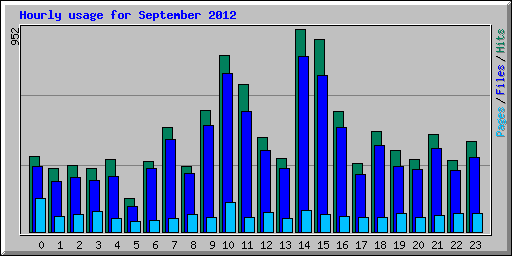 Hourly usage for September 2012
952
Pages/Files/Hits
0 1 2 3 4 5 6 7 8 9 10 11 12 13 14 15 16 17 18 19 20 21 22 23